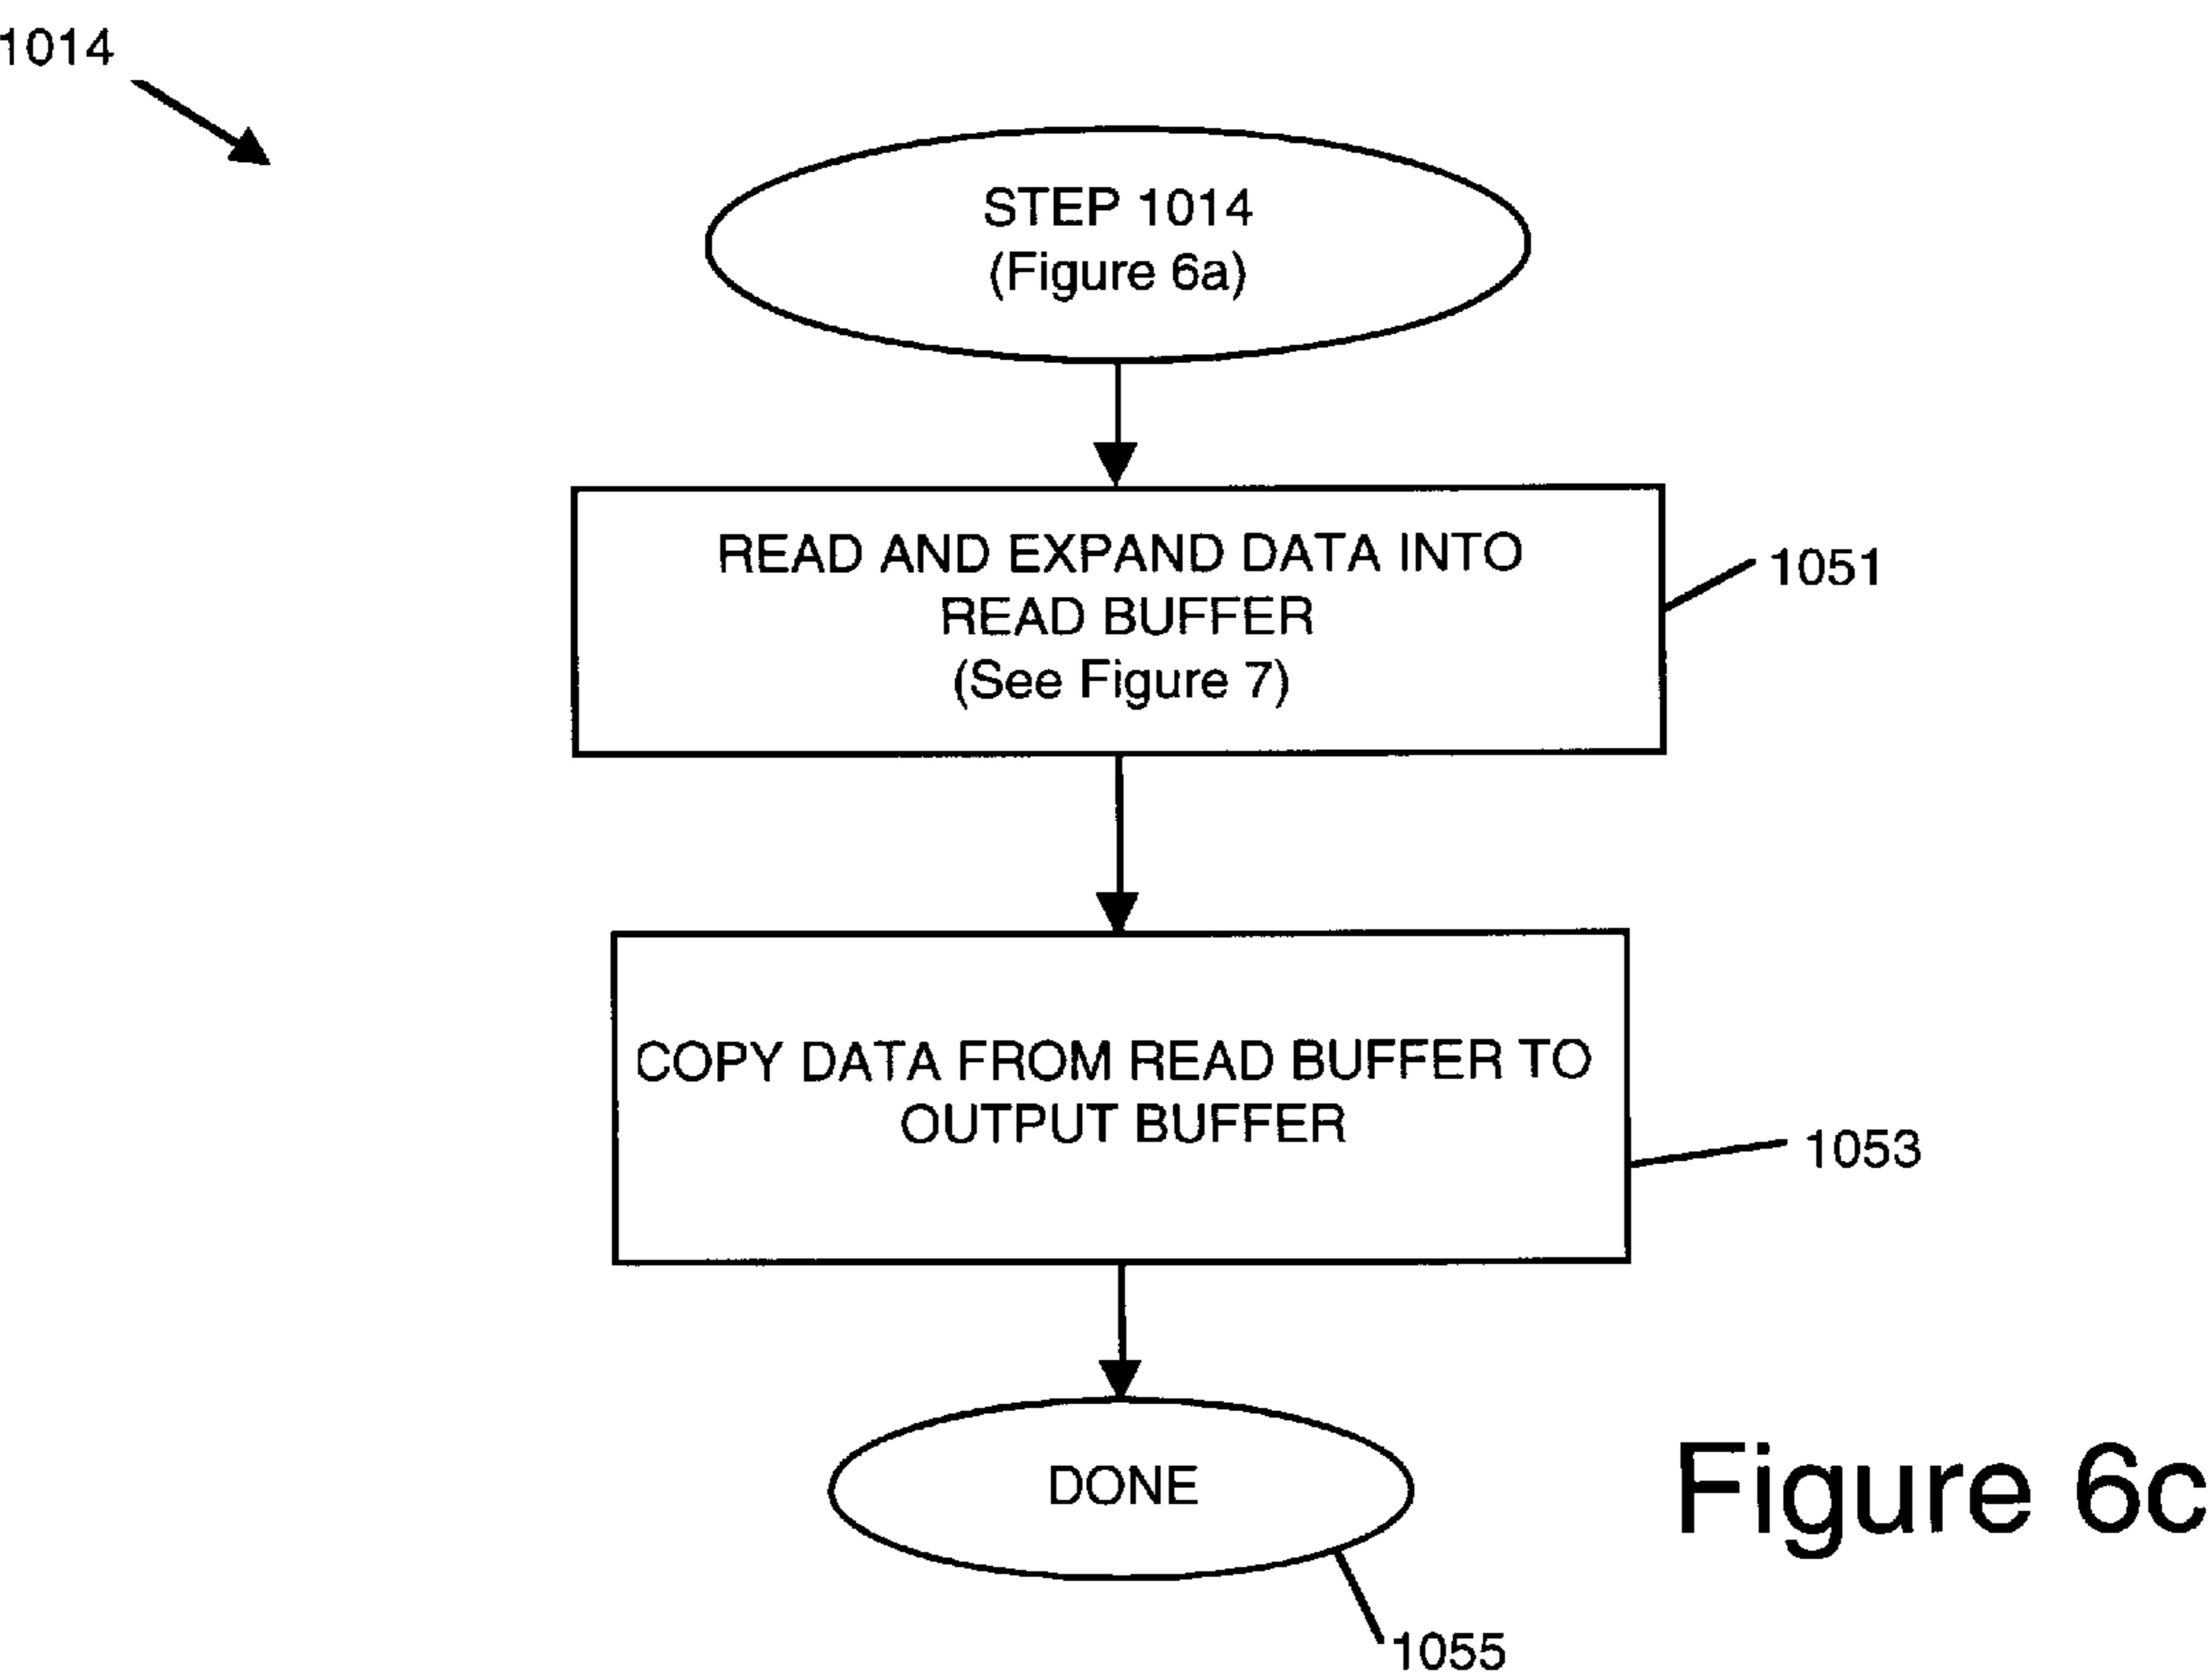 1014
STEP 1014
(Figure 6a)
READ AND EXPAND DATA INTO
READ BUFFER
(See Figure 7)
1051
COPY DATA FROM READ BUFFER TO
OUTPUT BUFFER
1053
DONE
Figure 6c
1055